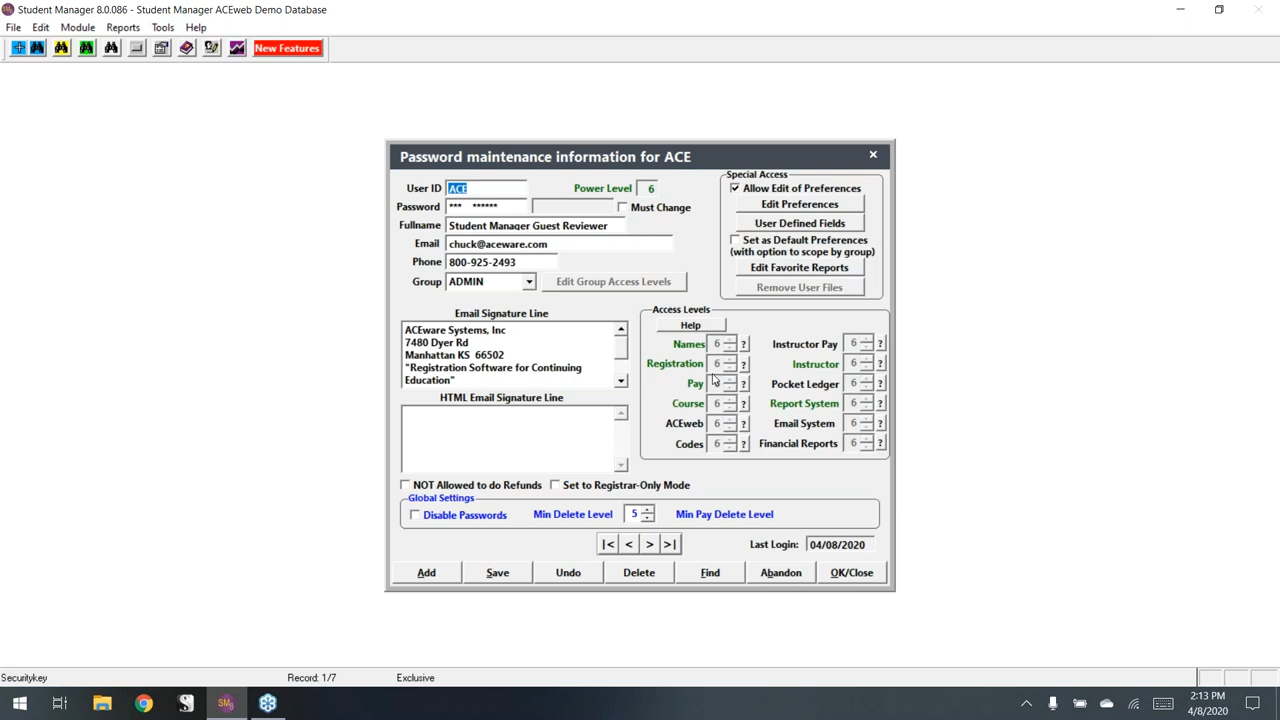 Student Manager 8.0.086 - Student Manager ACEweb Demo Database
File Edit Module Reports Tools Help
New Features
Password maintenance information for ACE
User ID ACE Power Level 6
Password *** ****** Must Change
Fullname Student Manager Guest Reviewer
Email chuck@aceware.com
Phone 800-925-2493
Group ADMIN Edit Group Access Levels
Special Access
Allow Edit of Preferences
Edit Preferences
User Defined Fields
Set as Default Preferences
(with option to scope by group)
Edit Favorite Reports
Remove User Files
Email Signature Line
ACEware Systems, Inc
7480 Dyer Rd
Manhattan KS 66502
"Registration Software for Continuing
Education"
HTML Email Signature Line
Access Levels
Help
Names 6 ? Instructor Pay 6 ?
Registration 6 ? Instructor 6 ?
Pay ? Pocket Ledger 6 ?
Course 6 ? Report System 6 ?
ACEweb 6 ? Email System 6 ?
Codes 6 ? Financial Reports 6 ?
NOT Allowed to do Refunds Set to Registrar-Only Mode
Global Settings
Disable Passwords Min Delete Level 5 Min Pay Delete Level
|< < > >| Last Login: 04/08/2020
Add Save Undo Delete Find Abandon OK/Close
Securitykey Record: 1/7 Exclusive
2:13 PM
4/8/2020